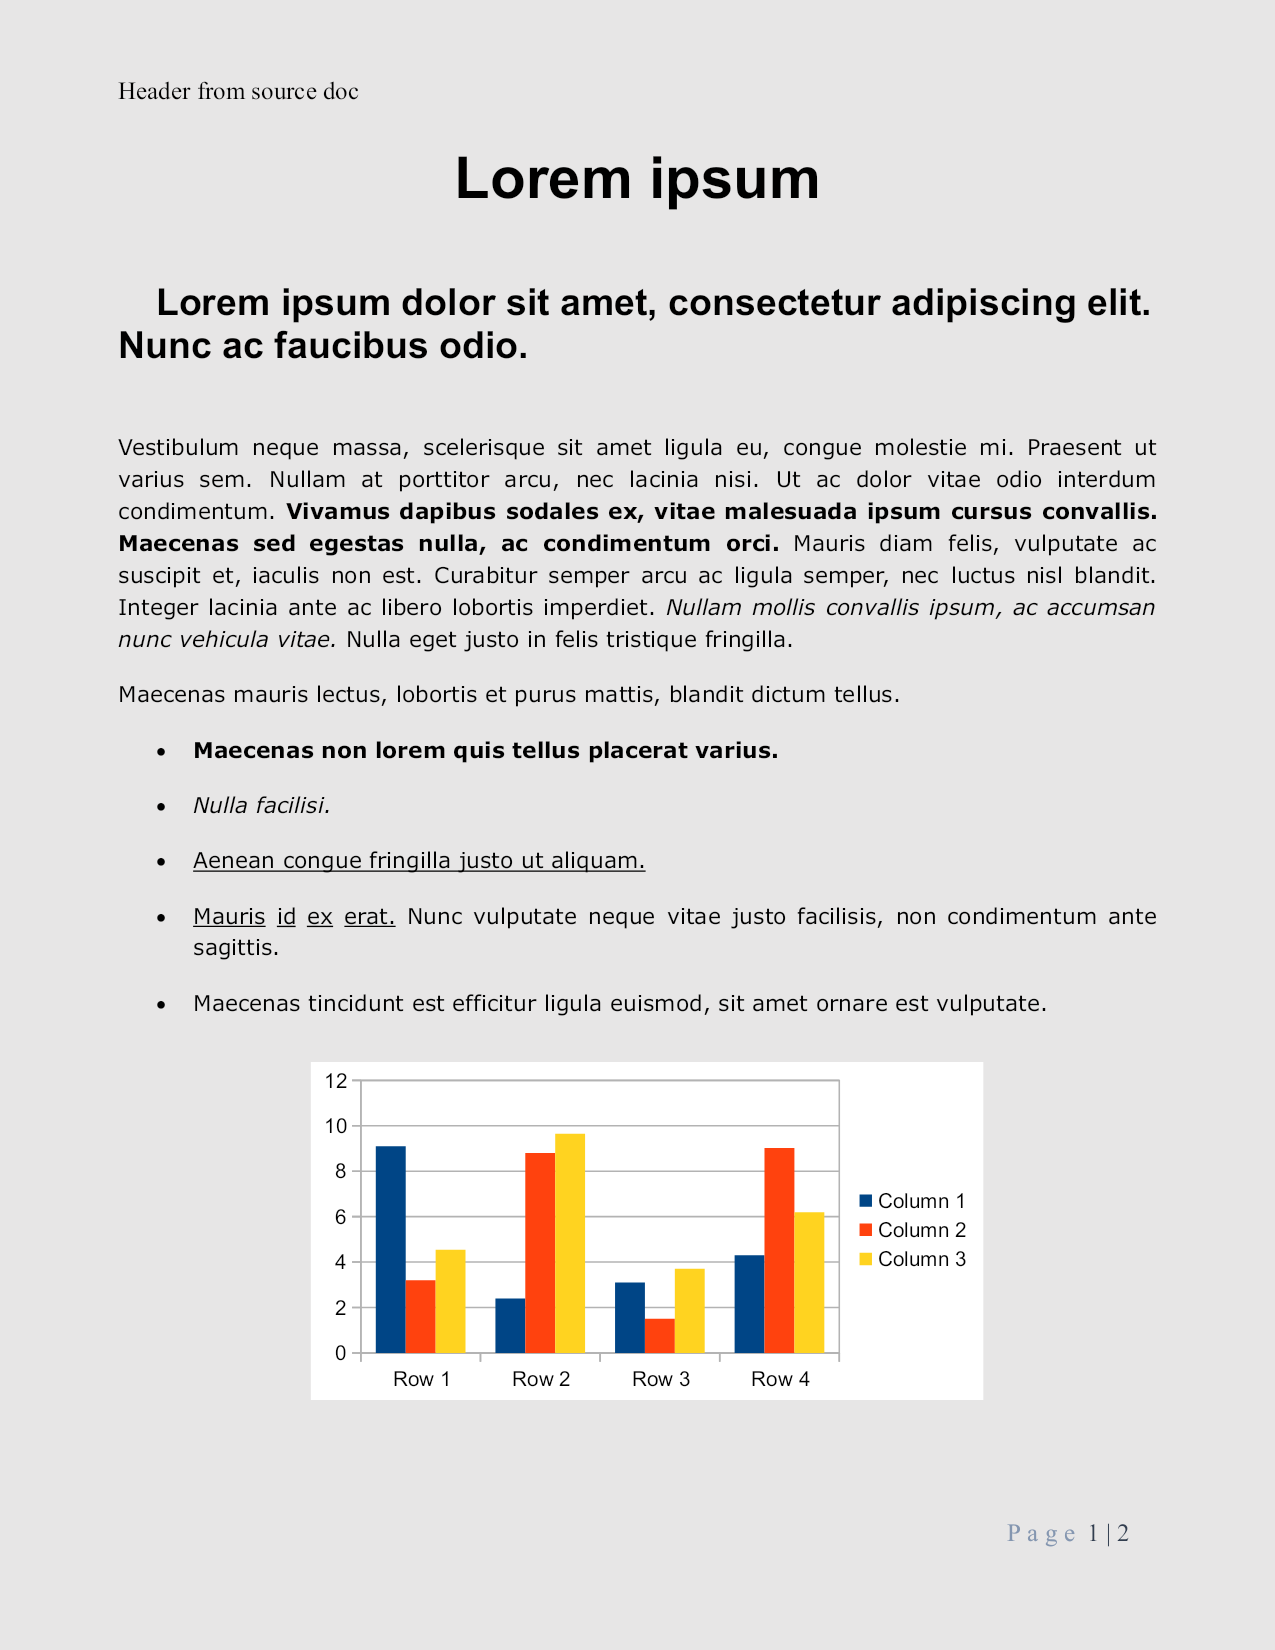 Header from source doc
Lorem ipsum
Lorem ipsum dolor sit amet, consectetur adipiscing elit.
Nunc ac faucibus odio.
Vestibulum neque massa, scelerisque sit amet ligula eu, congue molestie mi. Praesent ut
varius sem. Nullam at porttitor arcu, nec lacinia nisi. Ut ac dolor vitae odio interdum
condimentum. Vivamus dapibus sodales ex, vitae malesuada ipsum cursus convallis.
Maecenas sed egestas nulla, ac condimentum orci. Mauris diam felis, vulputate ac
suscipit et, iaculis non est. Curabitur semper arcu ac ligula semper, nec luctus nisl blandit.
Integer lacinia ante ac libero lobortis imperdiet. Nullam mollis convallis ipsum, ac accumsan
nunc vehicula vitae. Nulla eget justo in felis tristique fringilla.
Maecenas mauris lectus, lobortis et purus mattis, blandit dictum tellus.
• Maecenas non lorem quis tellus placerat varius.
• Nulla facilisi.
• Aenean congue fringilla justo ut aliquam.
• Mauris id ex erat. Nunc vulputate neque vitae justo facilisis, non condimentum ante
sagittis.
• Maecenas tincidunt est efficitur ligula euismod, sit amet ornare est vulputate.
12
10
8
6
4
2
0
Row 1 Row 2 Row 3 Row 4
Column 1
Column 2
Column 3
Page 1 | 2